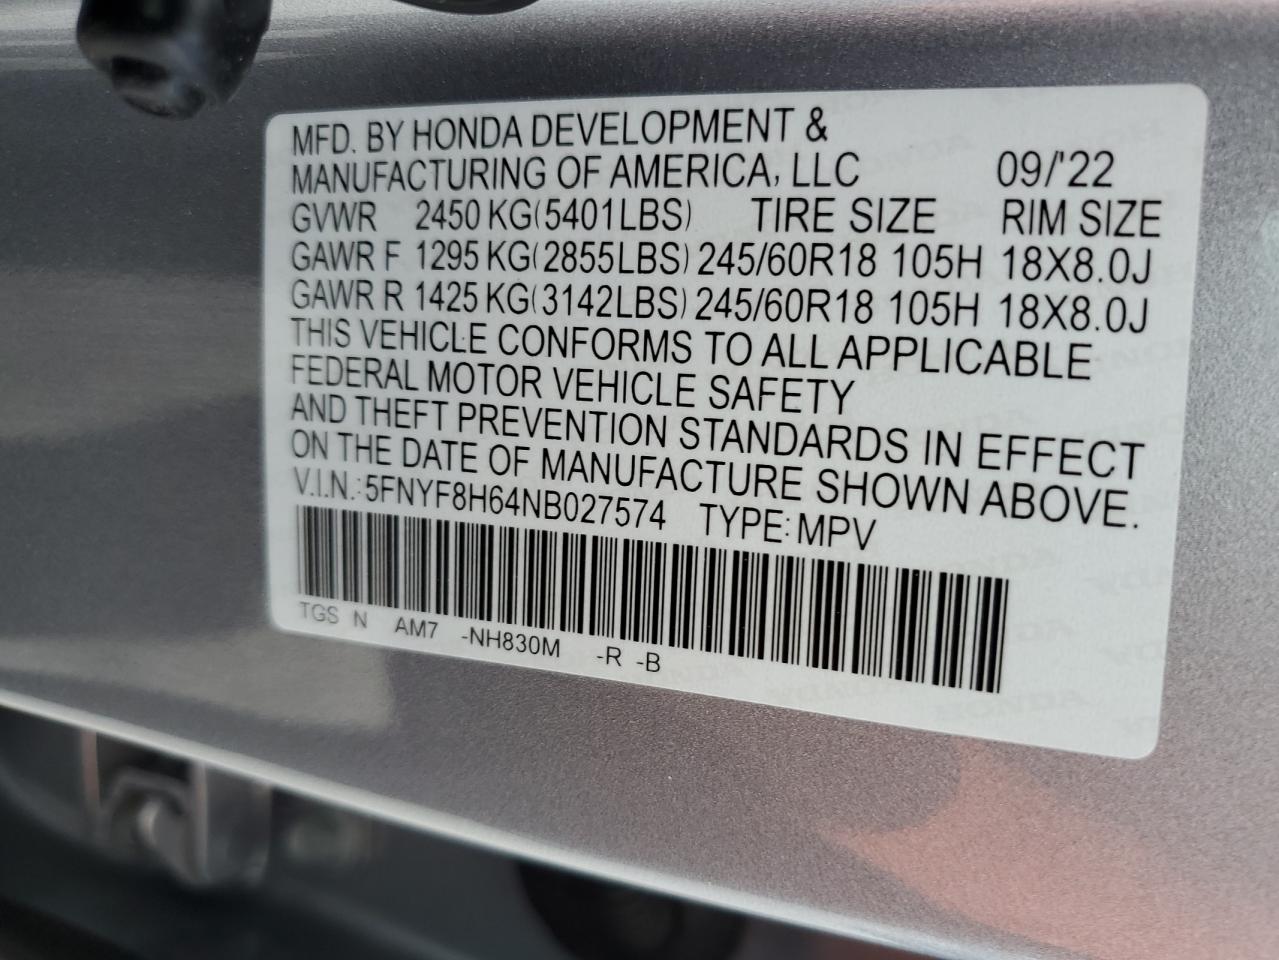 MFD. BY HONDA DEVELOPMENT &
MANUFACTURING OF AMERICA, LLC 09/'22
GVWR 2450 KG(5401LBS) TIRE SIZE RIM SIZE
GAWR F 1295 KG(2855LBS) 245/60R18 105H 18X8.0J
GAWR R 1425 KG(3142LBS) 245/60R18 105H 18X8.0J
THIS VEHICLE CONFORMS TO ALL APPLICABLE
FEDERAL MOTOR VEHICLE SAFETY
AND THEFT PREVENTION STANDARDS IN EFFECT
ON THE DATE OF MANUFACTURE SHOWN ABOVE.
V.I.N.: 5FNYF8H64NB027574 TYPE: MPV
TGS N AM7 -NH830M -R -B